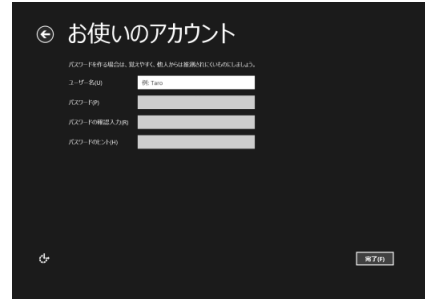 お使いのアカウント
パスワードを作る場合は、覚えやすく、他人からは推測されにくいものにしましょう。
ユーザー名(U)
例: Taro
パスワード(P)
パスワードの確認入力(R)
パスワードのヒント(H)
完了(F)